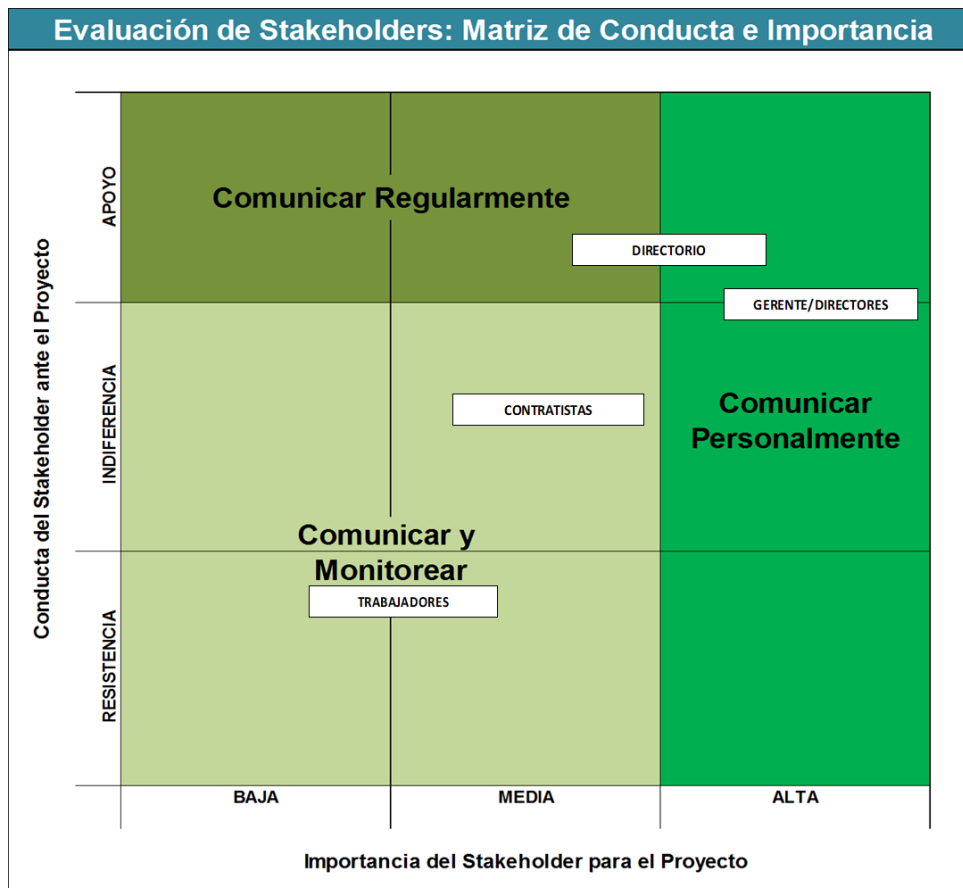 Evaluación de Stakeholders: Matriz de Conducta e Importancia
Conducta del Stakeholder ante el Proyecto
APOYO
Comunicar Regularmente
DIRECTORIO
GERENTE/DIRECTORES
INDIFERENCIA
CONTRATISTAS
Comunicar
Personalmente
Comunicar y
Monitorear
TRABAJADORES
RESISTENCIA
BAJA
MEDIA
ALTA
Importancia del Stakeholder para el Proyecto